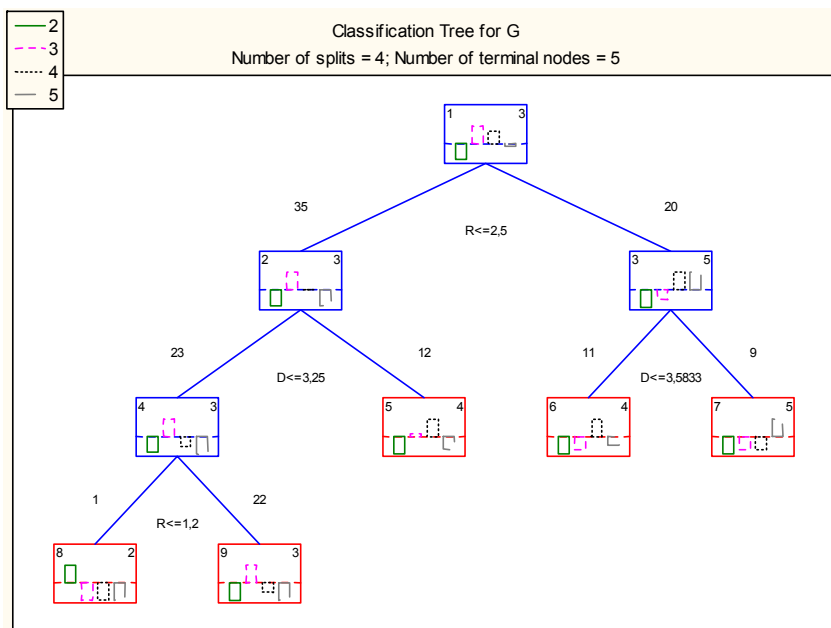 2
3
4
5
Classification Tree for G
Number of splits = 4; Number of terminal nodes = 5
1 3
35 20
R<=2,5
2 3 3 5
23 12 11 9
D<=3,25 D<=3,5833
4 3 5 4 6 4 7 5
1 22
R<=1,2
8 2 9 3